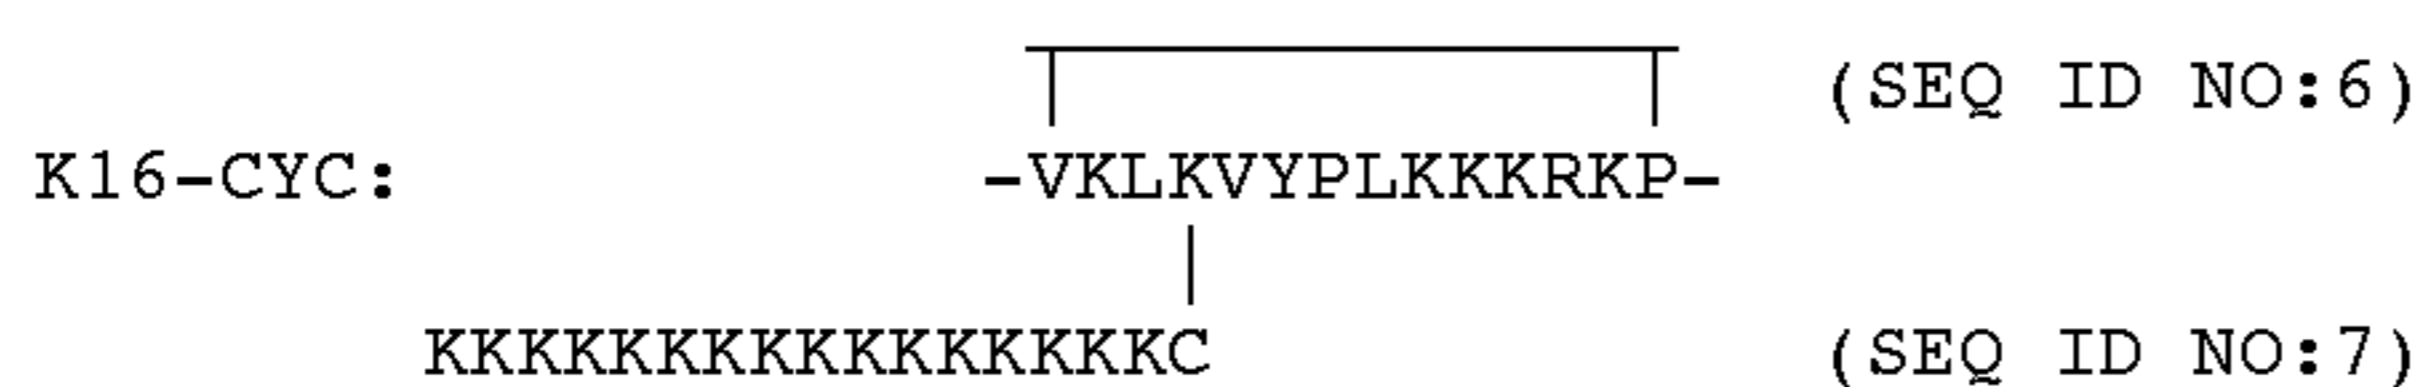 (SEQ ID NO:6)
K16-CYC: -VKLKVYPLKKKRKP-
KKKKKKKKKKKKKKKKC (SEQ ID NO:7)